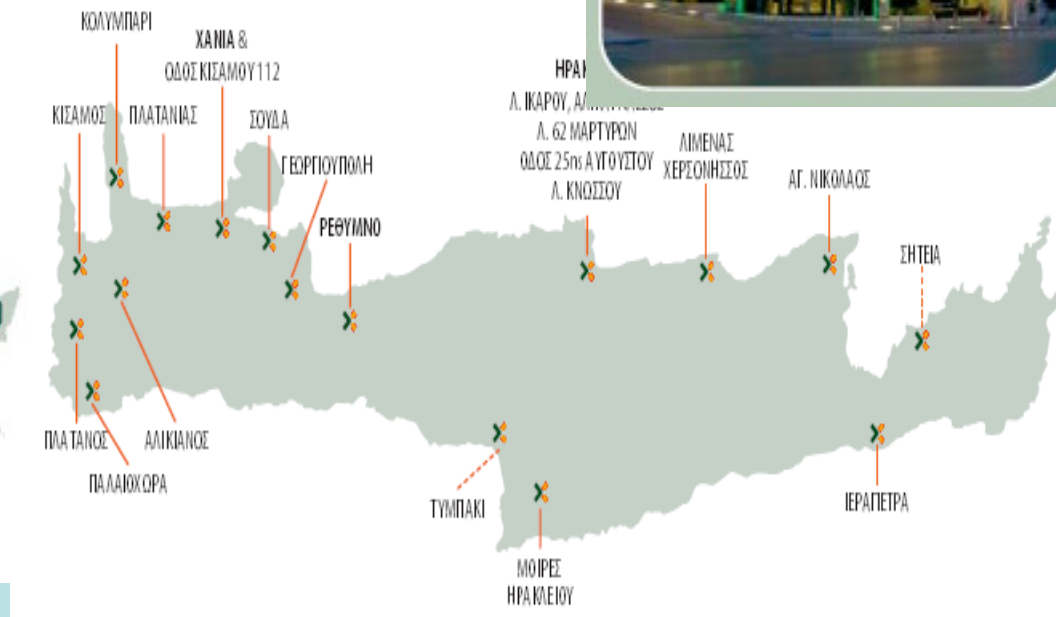 ΚΟΛΥΜΠΑΡΙ
ΧΑΝΙΑ &
ΟΔΟΣ ΚΙΣΑΜΟΥ 112
ΚΙΣΑΜΟΣ
ΠΛΑΤΑΝΙΑΣ
ΣΟΥΔΑ
ΓΕΩΡΓΙΟΥΠΟΛΗ
ΡΕΘΥΜΝΟ
Λ. ΙΚΑΡΟΥ,
Λ. 62 ΜΑΡΤΥΡΩΝ
ΟΔΟΣ 25ης ΑΥΓΟΥΣΤΟΥ
Λ. ΚΝΩΣΣΟΥ
ΛΙΜΕΝΑΣ
ΧΕΡΣΟΝΗΣΣΟΣ
ΑΓ. ΝΙΚΟΛΑΟΣ
ΣΗΤΕΙΑ
ΠΛΑΤΑΝΟΣ
ΑΛΙΚΙΑΝΟΣ
ΠΑΛΑΙΟΧΩΡΑ
ΤΥΜΠΑΚΙ
ΜΟΙΡΕΣ
ΗΡΑΚΛΕΙΟΥ
ΙΕΡΑΠΕΤΡΑ